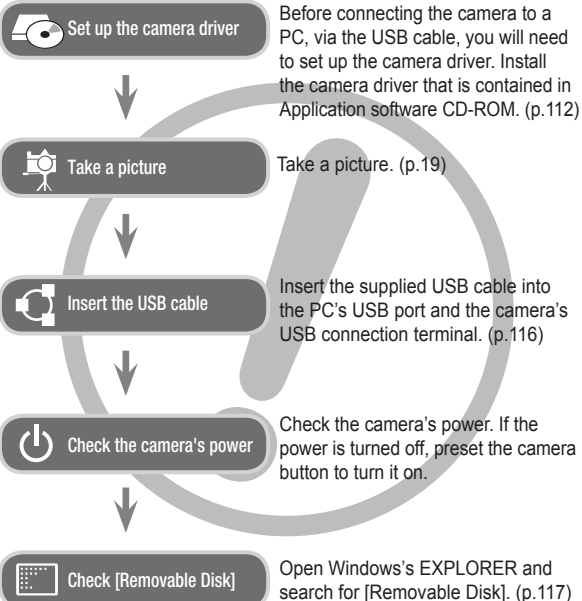 Set up the camera driver
Before connecting the camera to a
PC, via the USB cable, you will need
to set up the camera driver. Install
the camera driver that is contained in
Application software CD-ROM. (p.112)
Take a picture
Take a picture. (p.19)
Insert the USB cable
Insert the supplied USB cable into
the PC's USB port and the camera's
USB connection terminal. (p.116)
Check the camera's power
Check the camera's power. If the
power is turned off, preset the camera
button to turn it on.
Check [Removable Disk]
Open Windows's EXPLORER and
search for [Removable Disk]. (p.117)